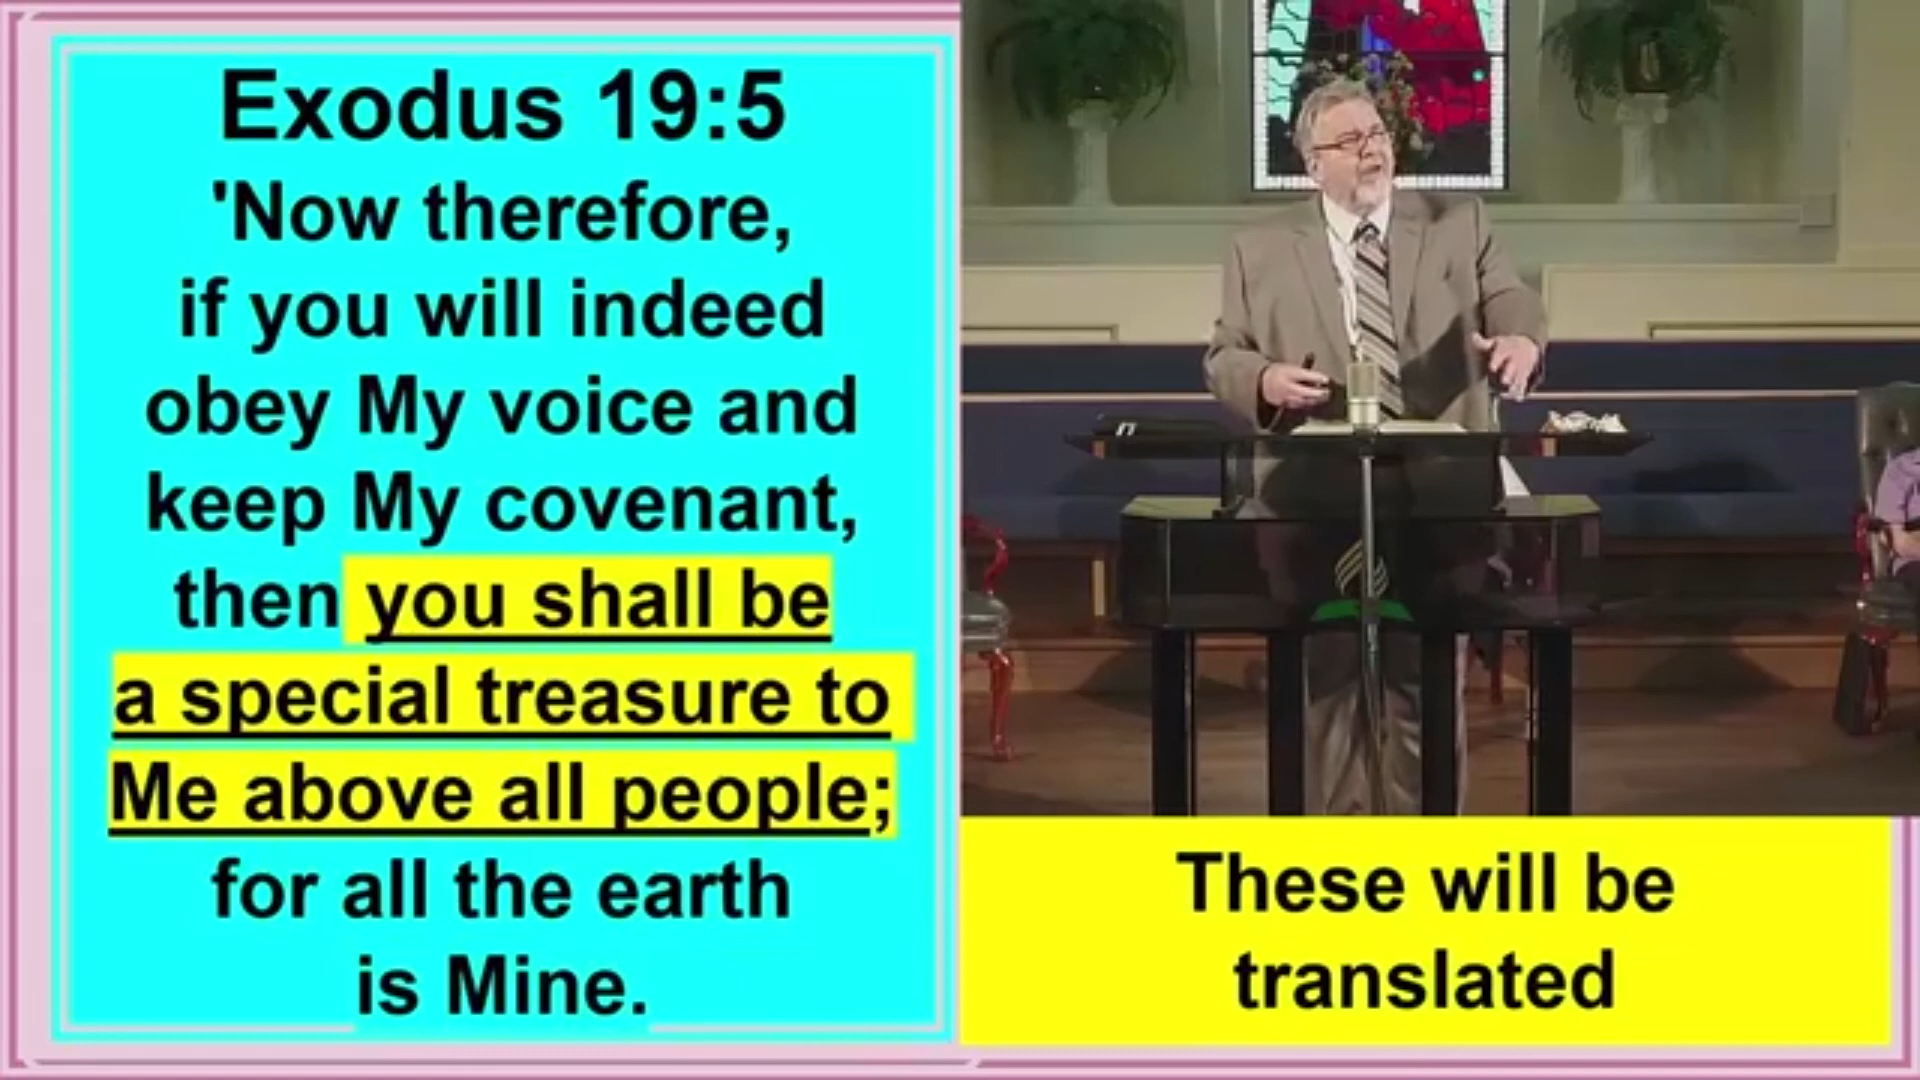 Exodus 19:5
'Now therefore,
if you will indeed
obey My voice and
keep My covenant,
then you shall be
a special treasure to
Me above all people;
for all the earth
is Mine.
These will be
translated